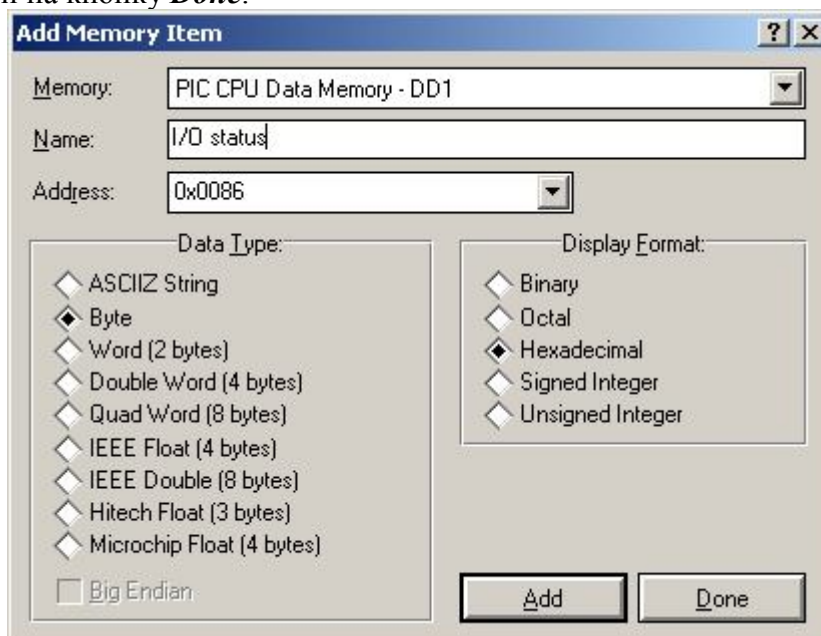 на кнопку Done.
Add Memory Item
Memory: PIC CPU Data Memory - DD1
Name: I/O status
Address: 0x0086
Data Type:
ASCIIZ String
Byte
Word (2 bytes)
Double Word (4 bytes)
Quad Word (8 bytes)
IEEE Float (4 bytes)
IEEE Double (8 bytes)
Hitech Float (3 bytes)
Microchip Float (4 bytes)
Big Endian
Display Format:
Binary
Octal
Hexadecimal
Signed Integer
Unsigned Integer
Add
Done